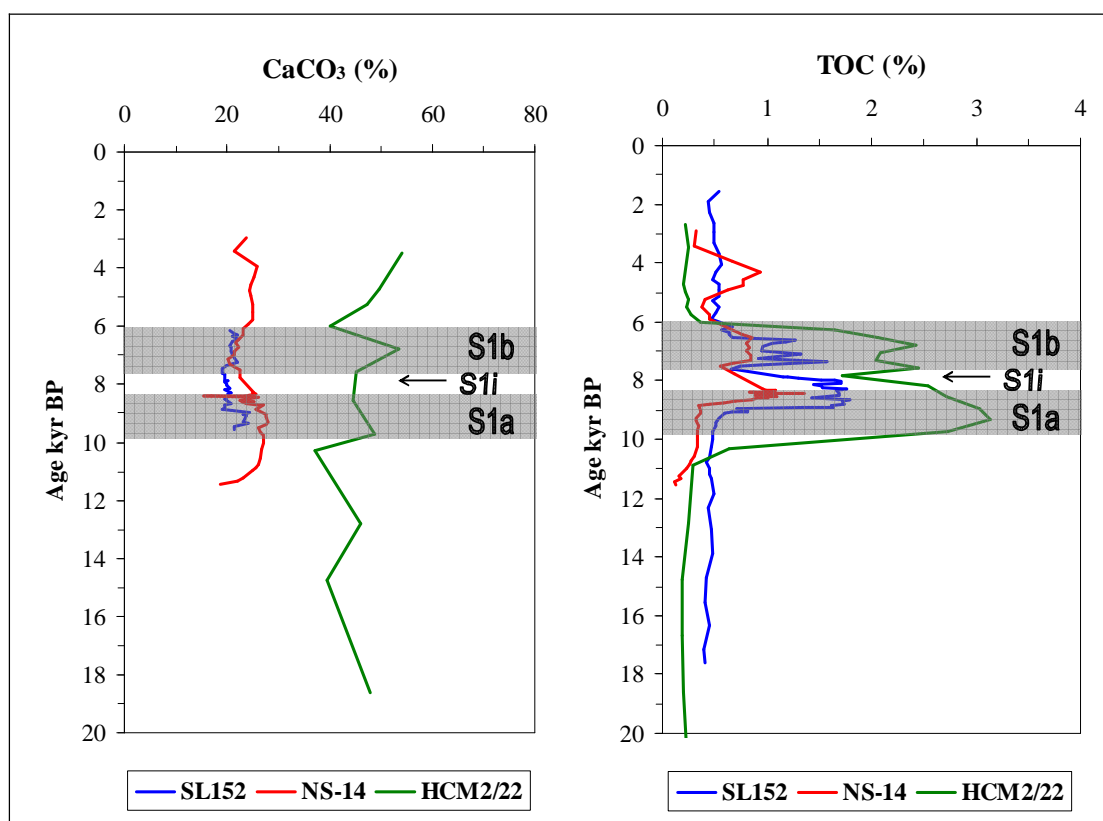 CaCO₃ (%)
0 20 40 60 80
0
2
4
6
8
10
12
14
16
18
20
Age kyr BP
S1b
S1i
S1a
SL152 NS-14 HCM2/22
TOC (%)
0 1 2 3 4
0
2
4
6
8
10
12
14
16
18
20
Age kyr BP
S1b
S1i
S1a
SL152 NS-14 HCM2/22